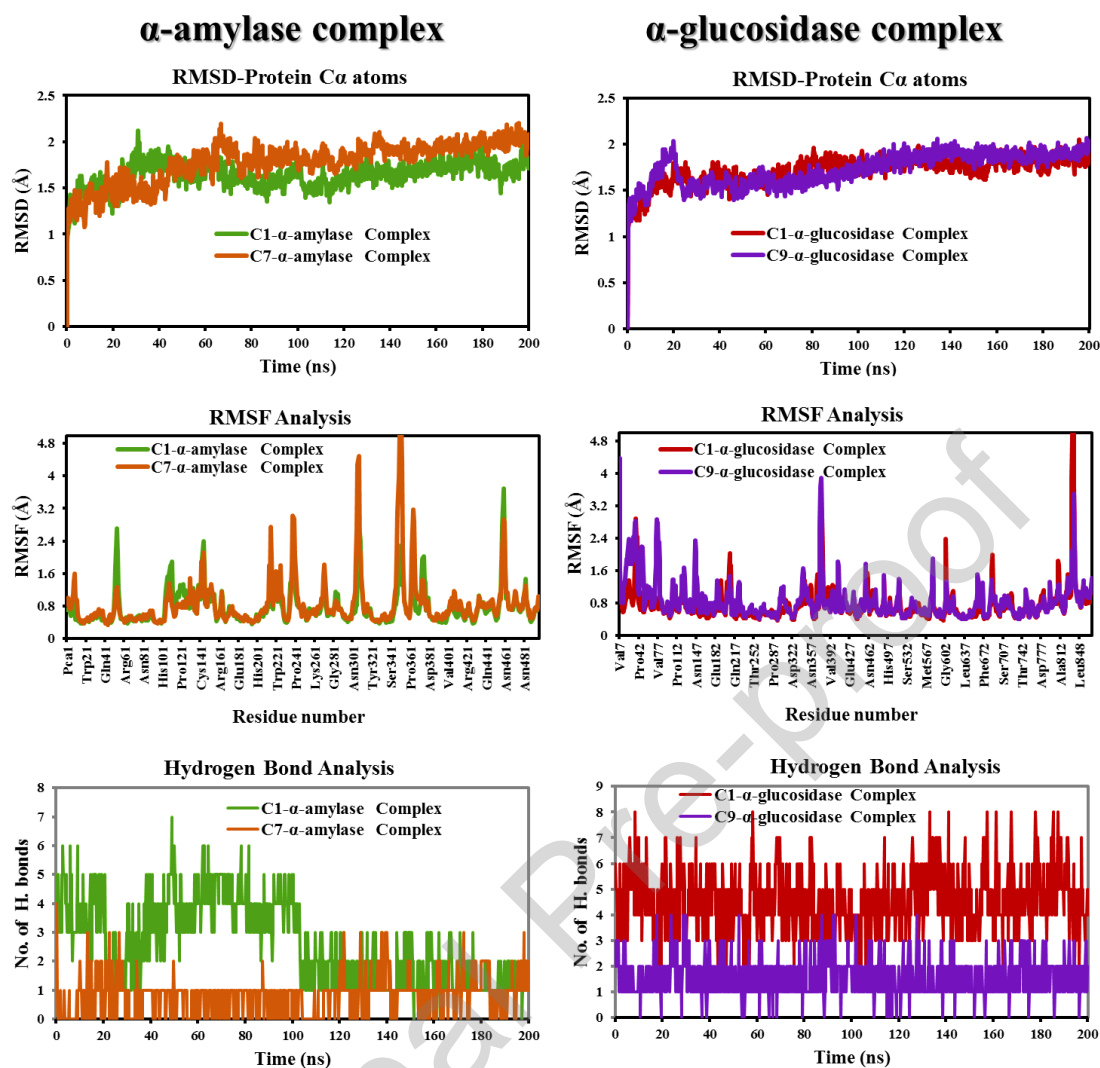 α-amylase complex
α-glucosidase complex
RMSD-Protein Cα atoms
2.5
2
1.5
1
0.5
0
RMSD (Å)
C1-α-amylase Complex
C7-α-amylase Complex
0 20 40 60 80 100 120 140 160 180 200
Time (ns)
RMSD-Protein Cα atoms
2.5
2
1.5
1
0.5
0
RMSD (Å)
C1-α-glucosidase Complex
C9-α-glucosidase Complex
0 20 40 60 80 100 120 140 160 180 200
Time (ns)
RMSF Analysis
4.8
4
3.2
2.4
1.6
0.8
0
RMSF (Å)
C1-α-amylase Complex
C7-α-amylase Complex
Pca1 Trp21 Gln41 Arg61 Asn81 His101 Pro121 Cys141 Arg161 Glu181 His201 Trp221 Pro241 Lys261 Gly281 Asn301 Tyr321 Ser341 Pro361 Asp381 Val401 Arg421 Gln441 Asn461 Asn481
Residue number
RMSF Analysis
4.8
4
3.2
2.4
1.6
0.8
0
RMSF (Å)
C1-α-glucosidase Complex
C9-α-glucosidase Complex
Val7 Pro42 Val77 Pro112 Asn147 Glu182 Gln217 Thr252 Pro287 Asp322 Asn357 Val392 Glu427 Asn462 His497 Ser532 Met567 Gly602 Leu637 Phe672 Ser707 Thr742 Asp777 Ala812 Leu848
Residue number
Hydrogen Bond Analysis
8
7
6
5
4
3
2
1
0
No. of H. bonds
C1-α-amylase Complex
C7-α-amylase Complex
0 20 40 60 80 100 120 140 160 180 200
Time (ns)
Hydrogen Bond Analysis
9
8
7
6
5
4
3
2
1
0
No. of H. bonds
C1-α-glucosidase Complex
C9-α-glucosidase Complex
0 20 40 60 80 100 120 140 160 180 200
Time (ns)
Pre-proof